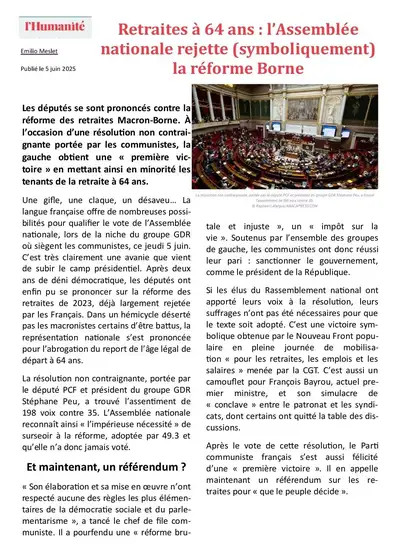 l'Humanité
Retraites à 64 ans : l'Assemblée
nationale rejette (symboliquement)
la réforme Borne
Emilio Meslet
Publié le 5 juin 2025
Les députés se sont prononcés contre la
réforme des retraites Macron-Borne. À
l'occasion d'une résolution non contrai-
gnante portée par les communistes, la
gauche obtient une « première vic-
toire » en mettant ainsi en minorité les
tenants de la retraite à 64 ans.
Une gifle, une claque, un désaveu… La
langue française offre de nombreuses possi-
bilités pour qualifier le vote de l'Assemblée
nationale, lors de la niche du groupe GDR
où siègent les communistes, ce jeudi 5 juin.
C'est très clairement une avanie que vient
de subir le camp présidentiel. Après deux
ans de déni démocratique, les députés ont
enfin pu se prononcer sur la réforme des
retraites de 2023, déjà largement rejetée
par les Français. Dans un hémicycle déserté
par les macronistes certains d'être battus, la
représentation nationale s'est prononcée
pour l'abrogation du report de l'âge légal de
départ à 64 ans.
La résolution non contraignante, portée par
le député PCF et président du groupe GDR
Stéphane Peu, a trouvé l'assentiment de
198 voix contre 35. L'Assemblée nationale
reconnaît ainsi « l'impérieuse nécessité » de
surseoir à la réforme, adoptée par 49.3 et
qu'elle n'a donc jamais voté.
Et maintenant, un référendum ?
« Son élaboration et sa mise en œuvre n'ont
respecté aucune des règles les plus élémen-
taires de la démocratie sociale et du parle-
mentarisme », a tancé le chef de file com-
muniste. Il a pourfendu une « réforme bru-
tale et injuste », un « impôt sur la
vie ». Soutenus par l'ensemble des groupes
de gauche, les communistes ont donc réussi
leur pari : sanctionner le gouvernement,
comme le président de la République.
Si les élus du Rassemblement national ont
apporté leurs voix à la résolution, leurs
suffrages n'ont pas été nécessaires pour que
le texte soit adopté. C'est une victoire sym-
bolique obtenue par le Nouveau Front popu-
laire en pleine journée de mobilisa-
tion « pour les retraites, les emplois et les
salaires » menée par la CGT. C'est aussi un
camouflet pour François Bayrou, actuel pre-
mier ministre, et son simulacre de
« conclave » entre le patronat et les syndi-
cats, dont certains ont quitté la table des dis-
cussions.
Après le vote de cette résolution, le Parti
communiste français s'est aussi félicité
d'une « première victoire ». Il en appelle
maintenant un référendum sur les re-
traites pour « que le peuple décide ».